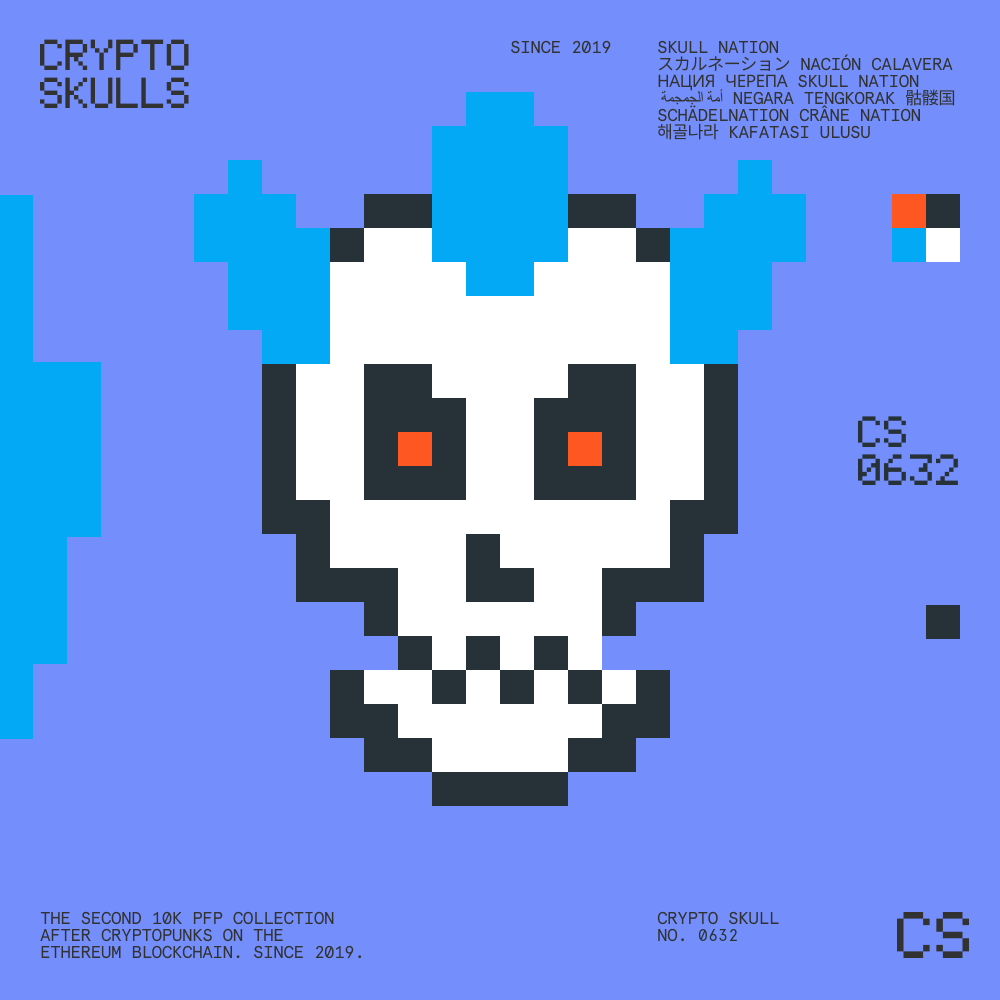 CRYPTO
SKULLS
SINCE 2019
SKULL NATION
スカルネーション NACIÓN CALAVERA
НАЦИЯ ЧЕРЕПА SKULL NATION
أمة الجمجمة NEGARA TENGKORAK 骷髅国
SCHÄDELNATION CRÂNE NATION
해골나라 KAFATASI ULUSU
CS
0632
THE SECOND 10K PFP COLLECTION
AFTER CRYPTOPUNKS ON THE
ETHEREUM BLOCKCHAIN. SINCE 2019.
CRYPTO SKULL
NO. 0632
CS